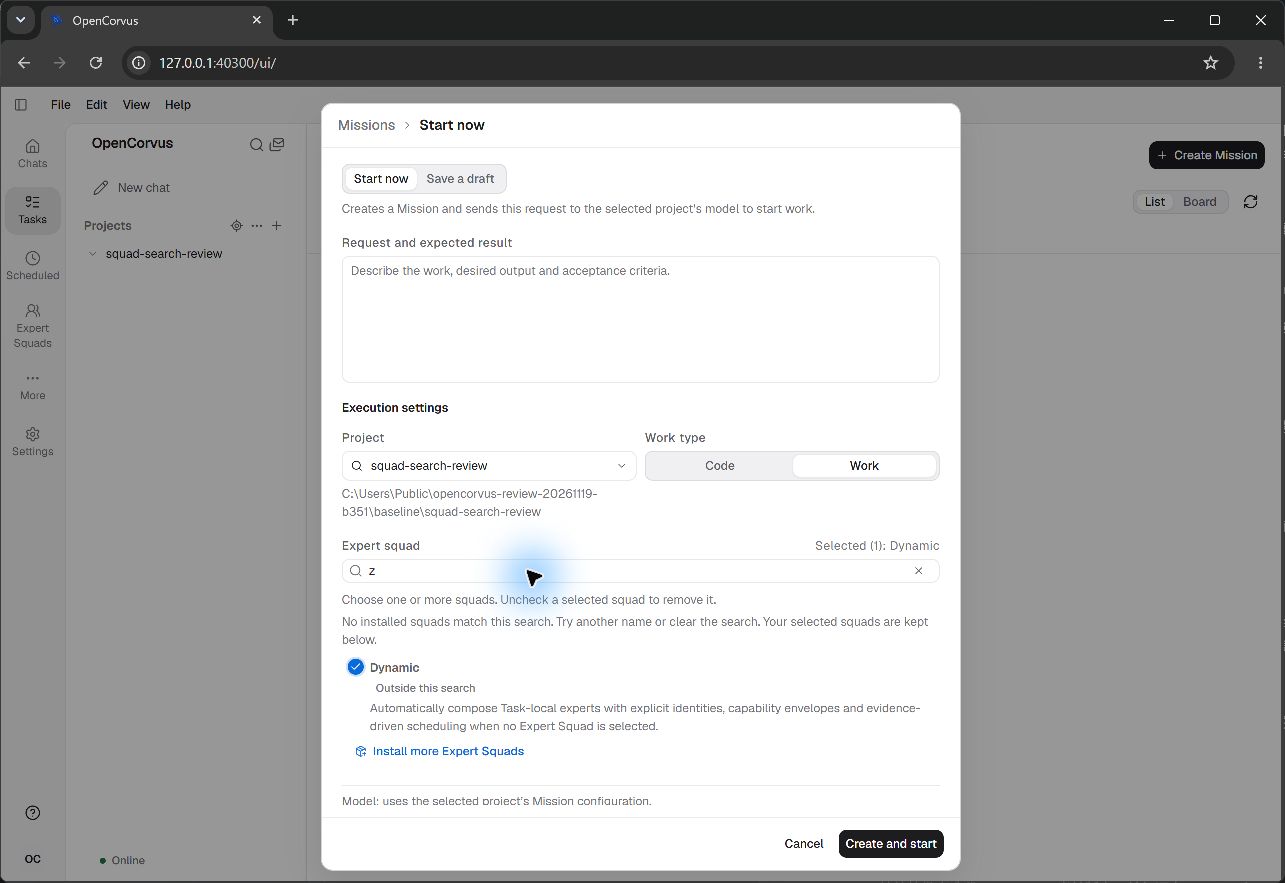 OpenCorvus
127.0.0.1:40300/ui/
File Edit View Help
Chats
Tasks
Scheduled
Expert
Squads
More
Settings
OC
OpenCorvus
New chat
Projects
squad-search-review
Online
Create Mission
List Board
Missions > Start now
Start now Save a draft
Creates a Mission and sends this request to the selected project's model to start work.
Request and expected result
Describe the work, desired output and acceptance criteria.
Execution settings
Project Work type
squad-search-review Code Work
C:\Users\Public\opencorvus-review-20261119-
b351\baseline\squad-search-review
Expert squad Selected (1): Dynamic
z
Choose one or more squads. Uncheck a selected squad to remove it.
No installed squads match this search. Try another name or clear the search. Your selected squads are kept
below.
Dynamic
Outside this search
Automatically compose Task-local experts with explicit identities, capability envelopes and evidence-
driven scheduling when no Expert Squad is selected.
Install more Expert Squads
Model: uses the selected project's Mission configuration.
Cancel Create and start